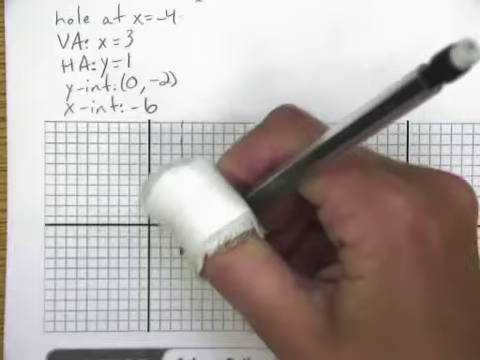 hole at x=-4
VA: x=3
HA: y=1
y-int: (0, -2)
x-int: -6